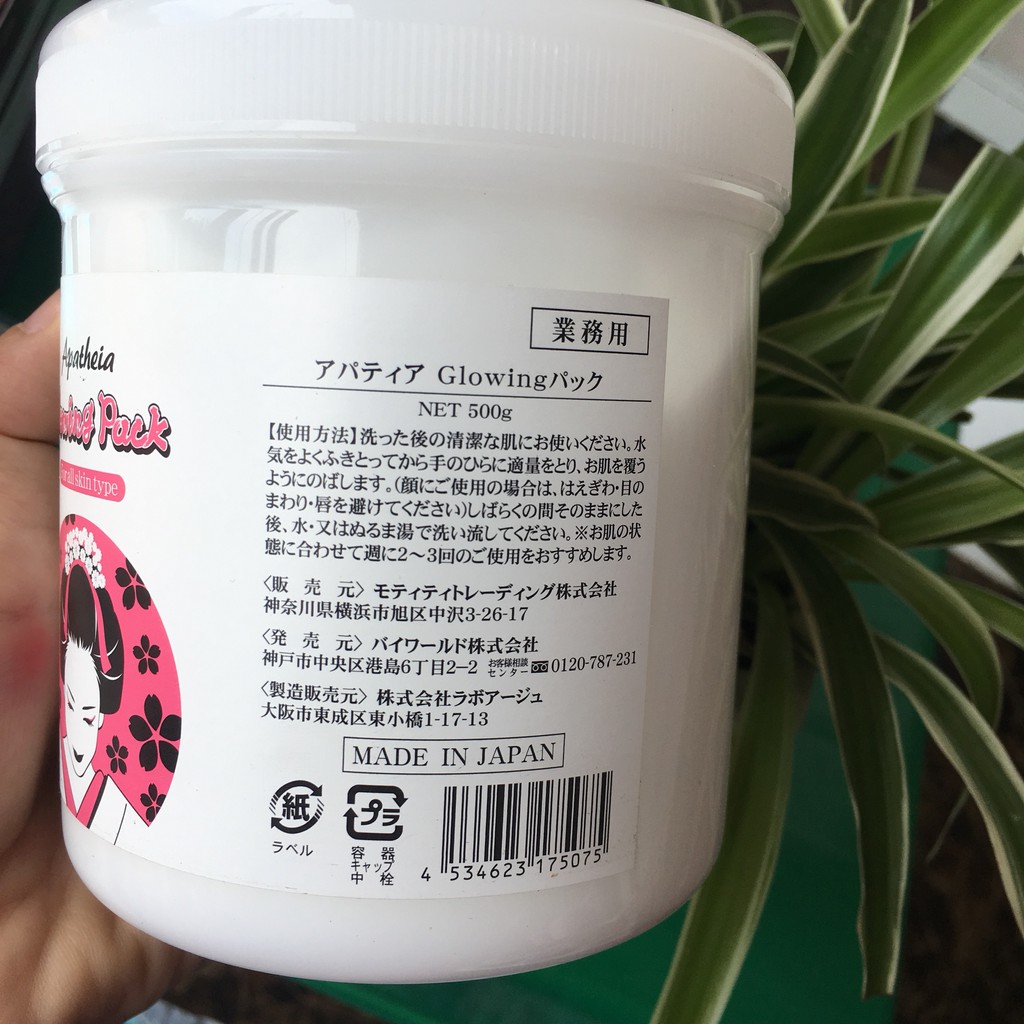 業務用
アパティア Glowingパック
NET 500g
【使用方法】洗った後の清潔な肌にお使いください。水
気をよくふきとってから手のひらに適量をとり、お肌を覆う
ようにのばします。(顔にご使用の場合は、はえぎわ・目の
まわり・唇を避けてください)しばらくの間そのままにした
後、水・又はぬるま湯で洗い流してください。※お肌の状
態に合わせて週に2〜3回のご使用をおすすめします。
〈販売元〉 モティティトレーディング株式会社
神奈川県横浜市旭区中沢3-26-17
〈発売元〉 バイワールド株式会社
神戸市中央区港島6丁目2-2 お客様相談センター 0120-787-231
〈製造販売元〉 株式会社ラボアージュ
大阪市東成区東小橋1-17-13
MADE IN JAPAN
紙
プラ
ラベル
容器
キャップ
中栓
4 534623 175075
Apatheia
Pack
for all skin type